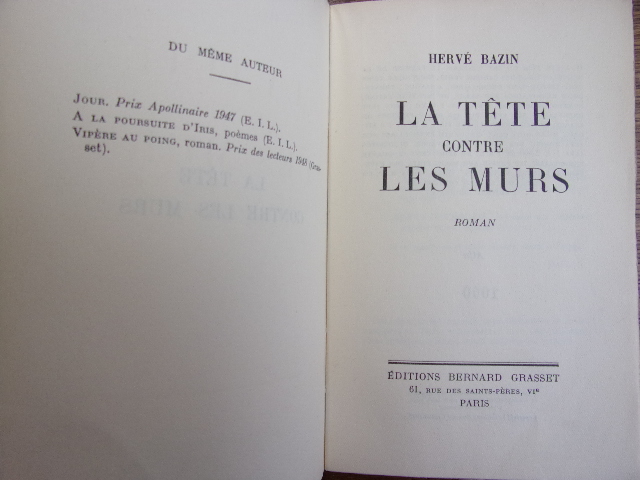 DU MÊME AUTEUR
JOUR. Prix Apollinaire 1947 (E. I. L.).
A LA POURSUITE D'IRIS, poèmes (E. I. L.).
VIPÈRE AU POING, roman. Prix des lecteurs 1948 (Gras-
set).
HERVÉ BAZIN
LA TÊTE
CONTRE
LES MURS
ROMAN
ÉDITIONS BERNARD GRASSET
61, RUE DES SAINTS-PÈRES, VIe
PARIS